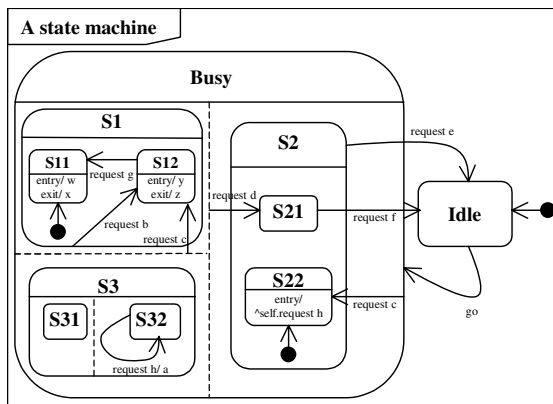 A state machine
Busy
S1
S2
request e
S11
S12
entry/ w
exit/ x
request g
entry/ y
exit/ z
request d
S21
request f
Idle
request b
request c
S3
S22
entry/
^self.request h
request c
go
S31
S32
request h/ a